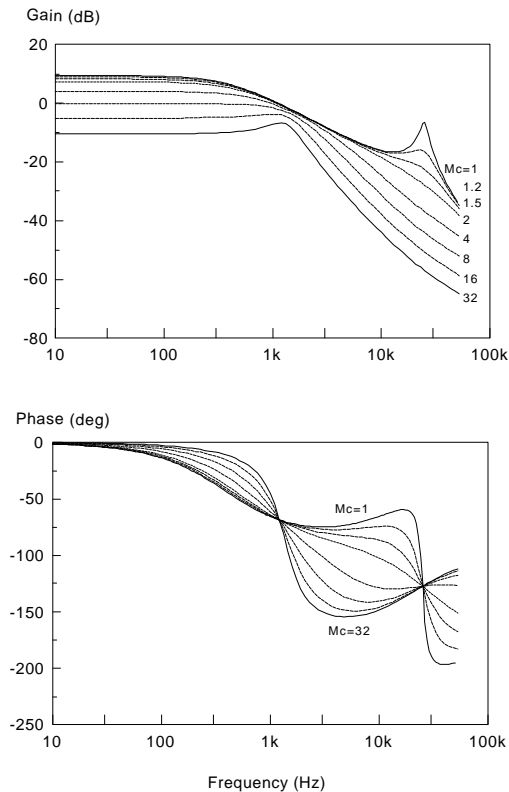 Gain (dB)
20
0
-20
-40
-60
-80
Mc=1
1.2
1.5
2
4
8
16
32
10
100
1k
10k
100k
Phase (deg)
0
-50
-100
-150
-200
-250
Mc=1
Mc=32
10
100
1k
10k
100k
Frequency (Hz)